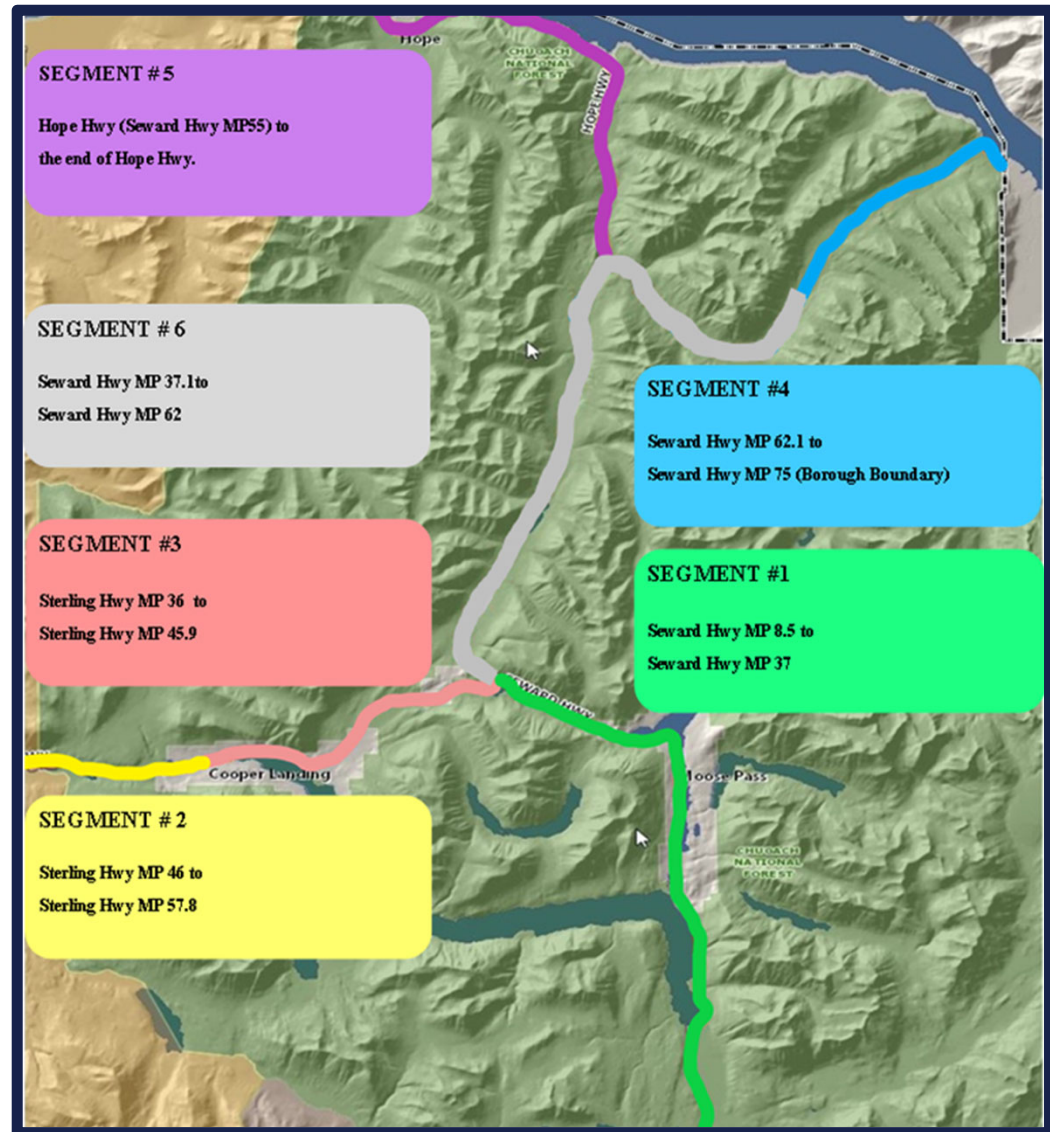 Hope
CHUGACH
NATIONAL
FOREST
HOPE HWY
SEGMENT #5
Hope Hwy (Seward Hwy MP55) to
the end of Hope Hwy.
SEGMENT # 6
Seward Hwy MP 37.1to
Seward Hwy MP 62
SEGMENT #4
Seward Hwy MP 62.1 to
Seward Hwy MP 75 (Borough Boundary)
SEGMENT #3
Sterling Hwy MP 36 to
Sterling Hwy MP 45.9
SEGMENT #1
Seward Hwy MP 8.5 to
Seward Hwy MP 37
SEWARD HWY
Cooper Landing
Moose Pass
SEGMENT # 2
Sterling Hwy MP 46 to
Sterling Hwy MP 57.8
CHUGACH
NATIONAL
FOREST